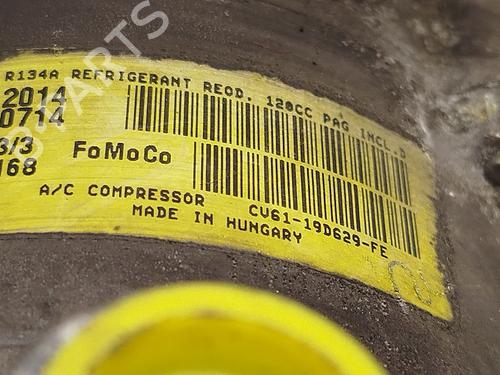 R134A REFRIGERANT REQD. 120CC PAG INCL.D
2014
0714
3/3
168
FoMoCo
A/C COMPRESSOR CV61-19D629-FE
MADE IN HUNGARY